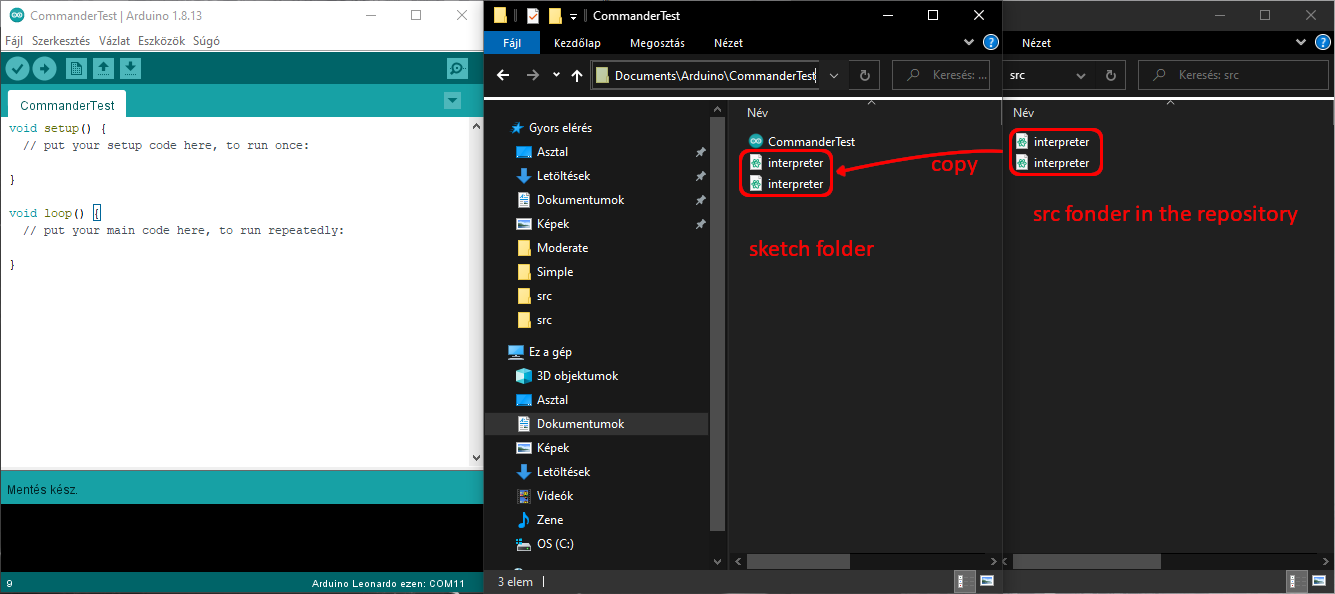 CommanderTest | Arduino 1.8.13
Fájl Szerkesztés Vázlat Eszközök Súgó
CommanderTest
void setup() {
// put your setup code here, to run once:
}
void loop() {
// put your main code here, to run repeatedly:
}
Mentés kész.
9
Arduino Leonardo ezen: COM11
CommanderTest
Fájl Kezdőlap Megosztás Nézet
Documents\Arduino\CommanderTest
Keresés: ...
Gyors elérés
Asztal
Letöltések
Dokumentumok
Képek
Moderate
Simple
src
src
Ez a gép
3D objektumok
Asztal
Dokumentumok
Képek
Letöltések
Videók
Zene
OS (C:)
3 elem
Név
CommanderTest
interpreter
interpreter
copy
sketch folder
Nézet
src
Keresés: src
Név
interpreter
interpreter
src fonder in the repository